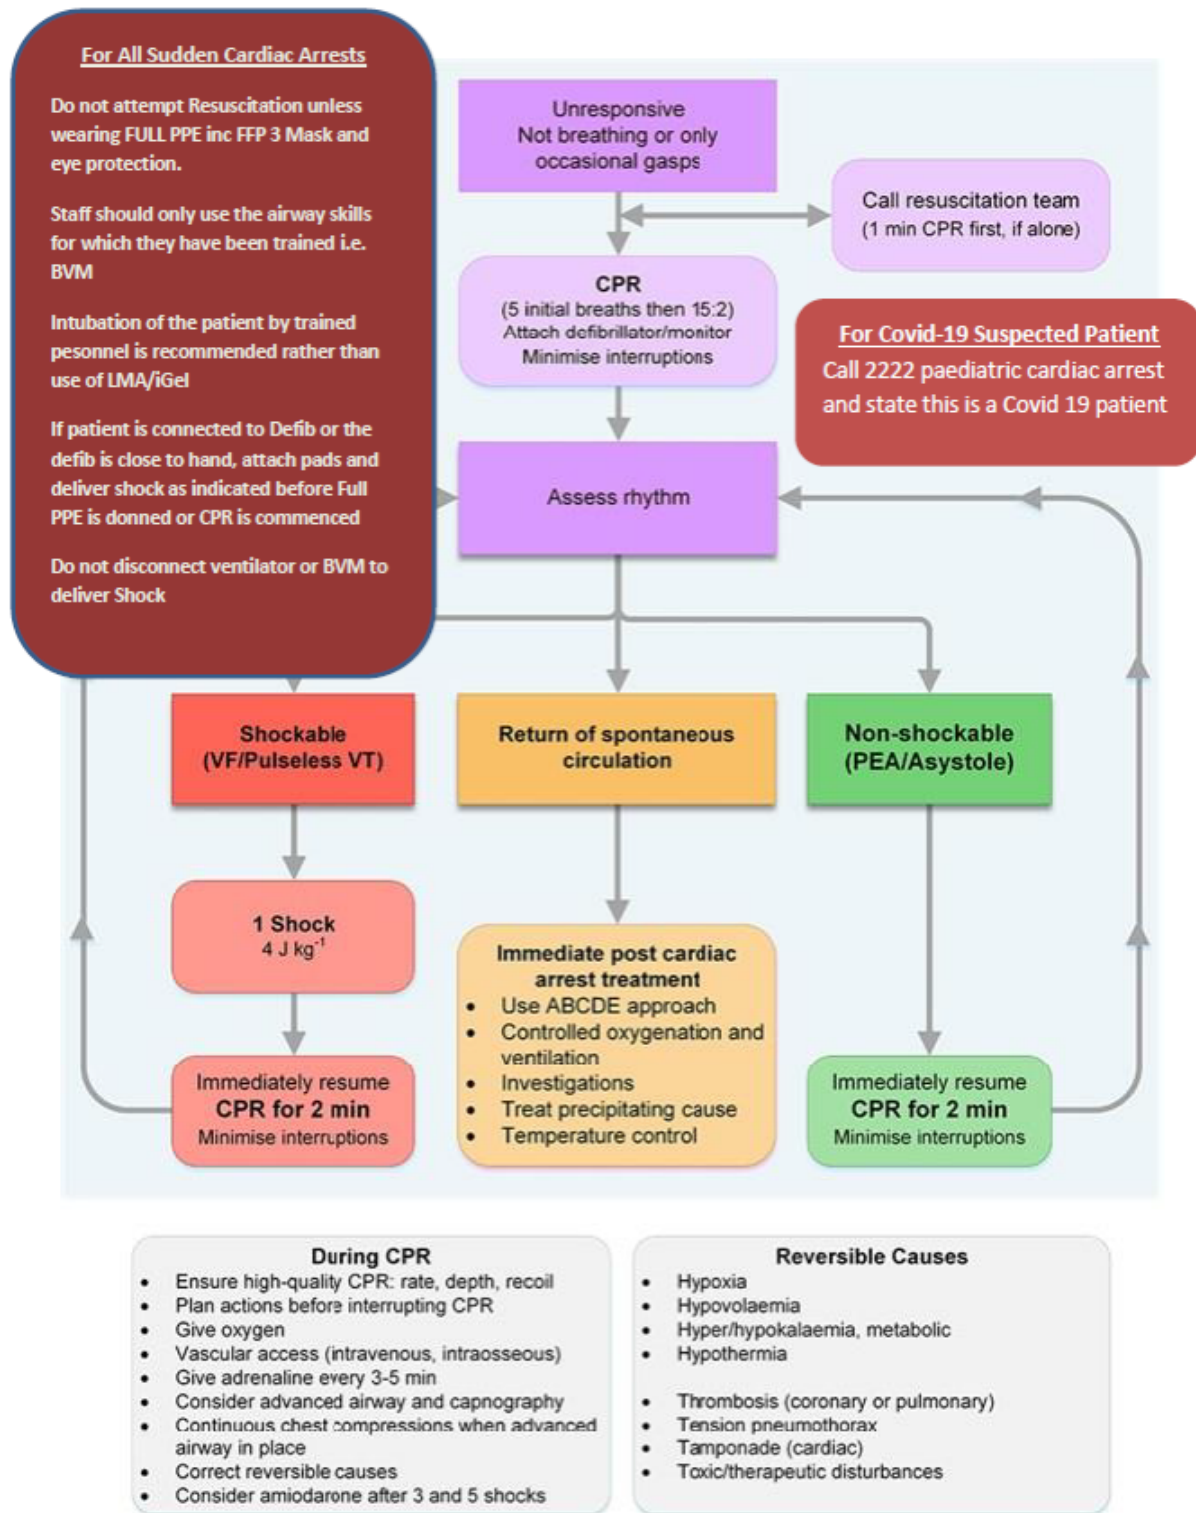 For All Sudden Cardiac Arrests
Do not attempt Resuscitation unless
wearing FULL PPE inc FFP 3 Mask and
eye protection.
Staff should only use the airway skills
for which they have been trained i.e.
BVM
Intubation of the patient by trained
pesonnel is recommended rather than
use of LMA/iGel
If patient is connected to Defib or the
defib is close to hand, attach pads and
deliver shock as indicated before Full
PPE is donned or CPR is commenced
Do not disconnect ventilator or BVM to
deliver Shock
Unresponsive
Not breathing or only
occasional gasps
Call resuscitation team
(1 min CPR first, if alone)
CPR
(5 initial breaths then 15:2)
Attach defibrillator/monitor
Minimise interruptions
For Covid-19 Suspected Patient
Call 2222 paediatric cardiac arrest
and state this is a Covid 19 patient
Assess rhythm
Shockable
(VF/Pulseless VT)
Return of spontaneous
circulation
Non-shockable
(PEA/Asystole)
1 Shock
4 J kg⁻¹
Immediate post cardiac
arrest treatment
• Use ABCDE approach
• Controlled oxygenation and
ventilation
• Investigations
• Treat precipitating cause
• Temperature control
Immediately resume
CPR for 2 min
Minimise interruptions
Immediately resume
CPR for 2 min
Minimise interruptions
During CPR
• Ensure high-quality CPR: rate, depth, recoil
• Plan actions before interrupting CPR
• Give oxygen
• Vascular access (intravenous, intraosseous)
• Give adrenaline every 3-5 min
• Consider advanced airway and capnography
• Continuous chest compressions when advanced
airway in place
• Correct reversible causes
• Consider amiodarone after 3 and 5 shocks
Reversible Causes
• Hypoxia
• Hypovolaemia
• Hyper/hypokalaemia, metabolic
• Hypothermia
• Thrombosis (coronary or pulmonary)
• Tension pneumothorax
• Tamponade (cardiac)
• Toxic/therapeutic disturbances